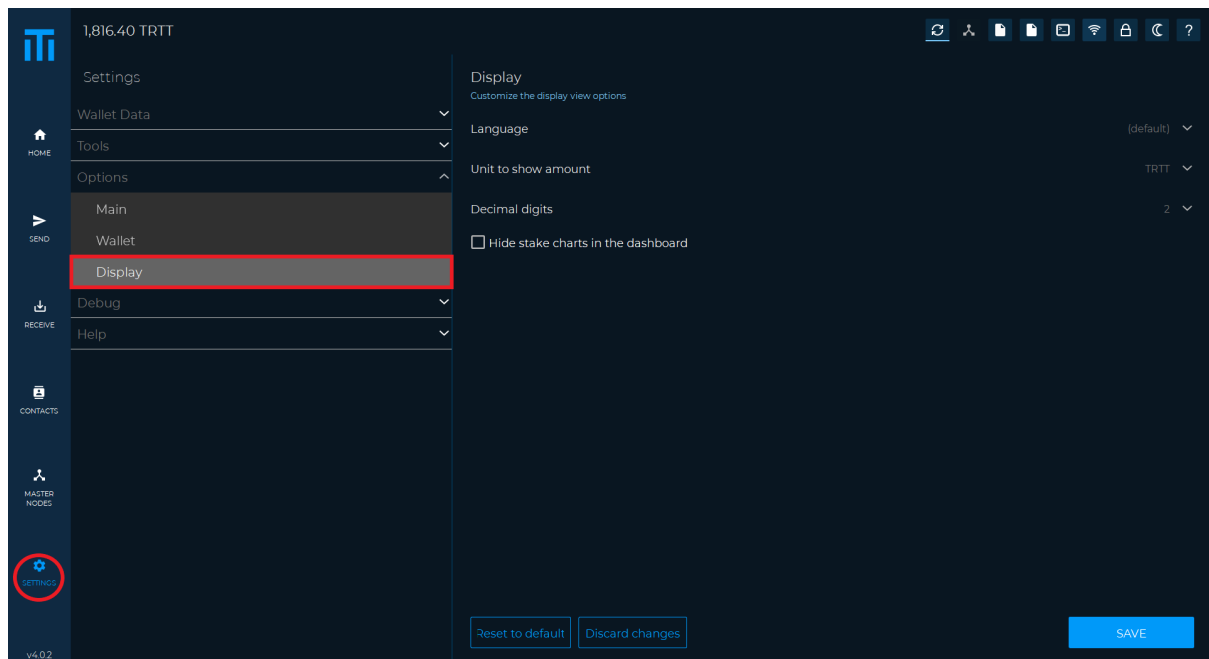 iTi
1,816.40 TRTT
?
HOME
SEND
RECEIVE
CONTACTS
MASTER
NODES
SETTINGS
v4.0.2
Settings
Wallet Data
Tools
Options
Main
Wallet
Display
Debug
Help
Display
Customize the display view options
Language (default)
Unit to show amount TRTT
Decimal digits 2
Hide stake charts in the dashboard
Reset to default Discard changes SAVE